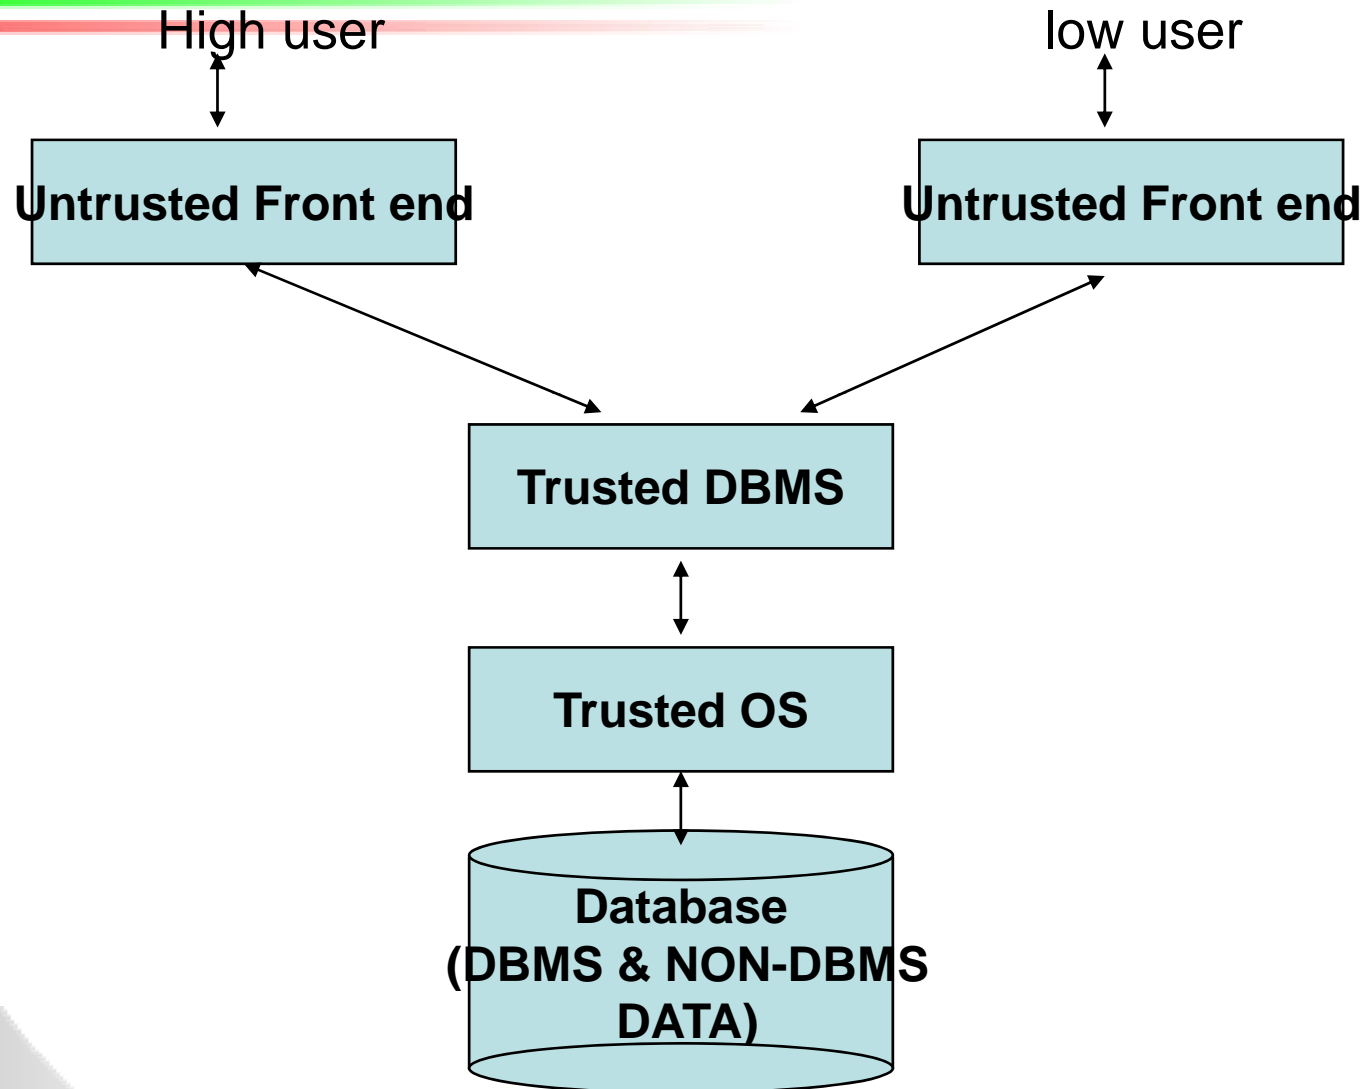 High user
low user
Untrusted Front end
Untrusted Front end
Trusted DBMS
Trusted OS
Database
(DBMS & NON-DBMS
DATA)